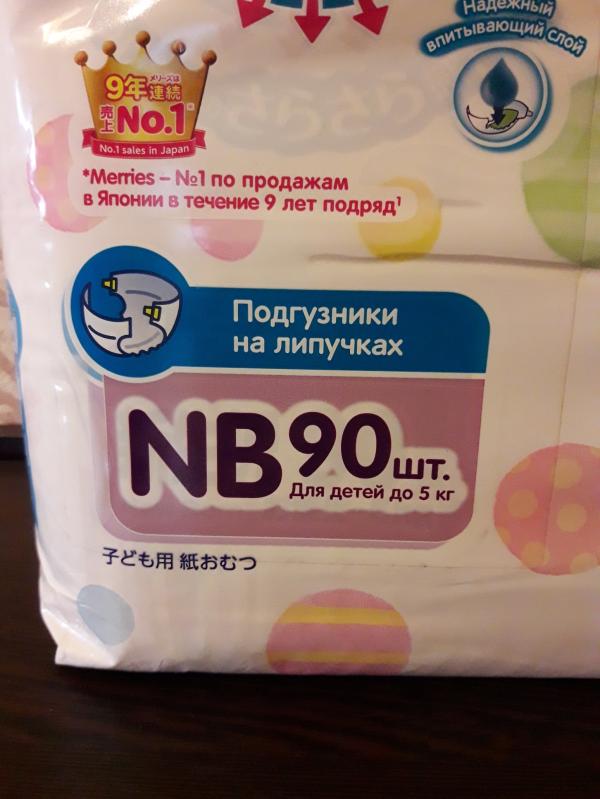 Надежный
впитывающий слой
9年 メリーズは連続
売上 No.1※
No.1 sales in Japan
*Merries – №1 по продажам
в Японии в течение 9 лет подряд¹
Подгузники
на липучках
NB 90 шт.
Для детей до 5 кг
子ども用 紙おむつ